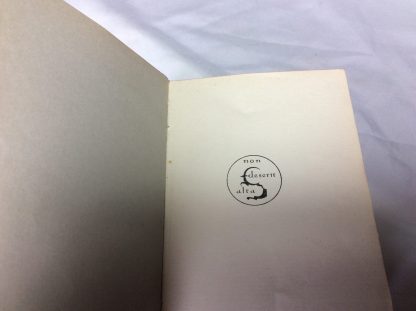 non
deserit
alta